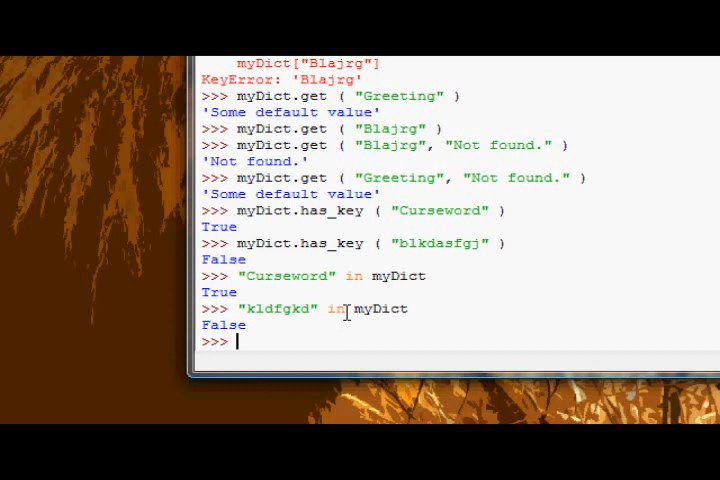 myDict["Blajrg"]
KeyError: 'Blajrg'
>>> myDict.get ( "Greeting" )
'Some default value'
>>> myDict.get ( "Blajrg" )
>>> myDict.get ( "Blajrg", "Not found." )
'Not found.'
>>> myDict.get ( "Greeting", "Not found." )
'Some default value'
>>> myDict.has_key ( "Curseword" )
True
>>> myDict.has_key ( "blkdasfgj" )
False
>>> "Curseword" in myDict
True
>>> "kldfgkd" in myDict
False
>>>